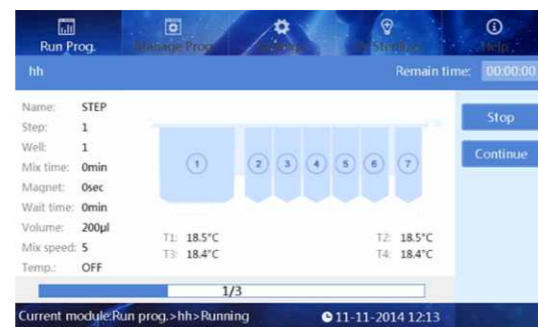 Run Prog.
Manage Prog.
Help
hh
Remain time: 00:00:00
Name: STEP
Step: 1
Well: 1
Mix time: 0min
Magnet: 0sec
Wait time: 0min
Volume: 200µl
Mix speed: 5
Temp.: OFF
1 2 3 4 5 6 7
T1: 18.5°C T2: 18.5°C
T3: 18.4°C T4: 18.4°C
Stop
Continue
1/3
Current module:Run prog.>hh>Running 11-11-2014 12:13